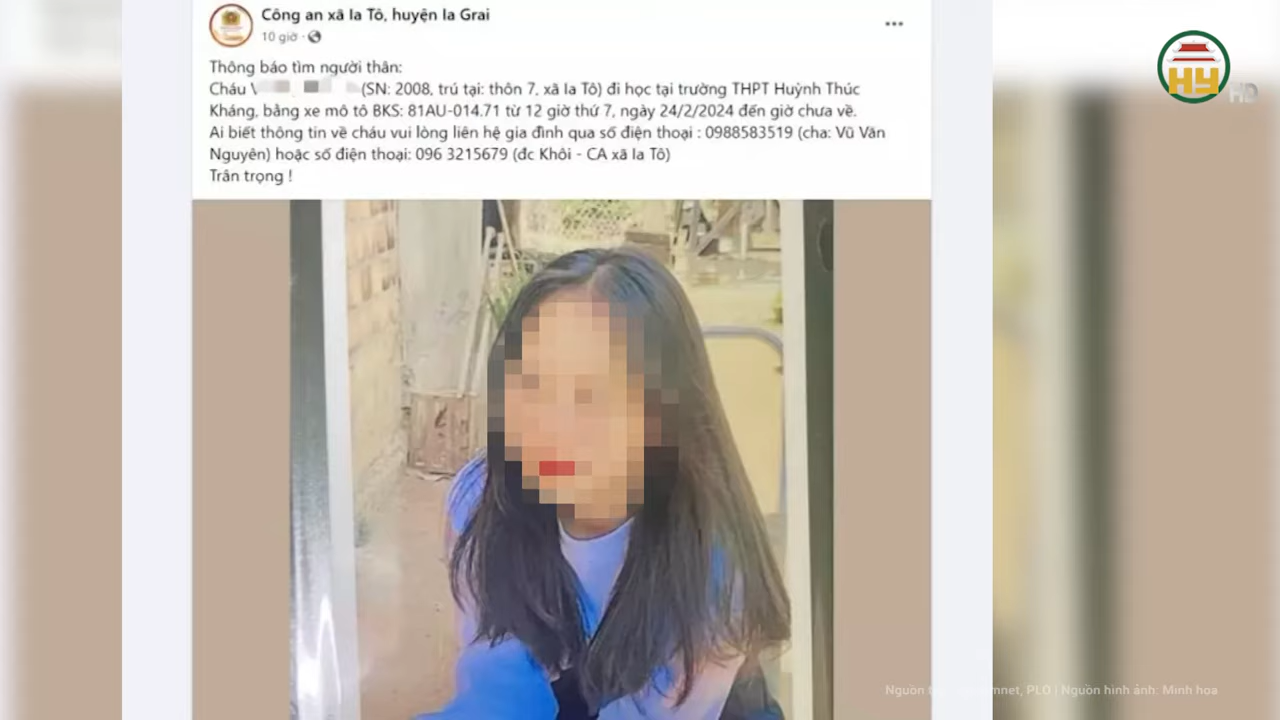 Công an xã Ia Tô, huyện Ia Grai
10 giờ ·
Thông báo tìm người thân:
Cháu V (SN: 2008, trú tại: thôn 7, xã Ia Tô) đi học tại trường THPT Huỳnh Thúc
Kháng, bằng xe mô tô BKS: 81AU-014.71 từ 12 giờ thứ 7, ngày 24/2/2024 đến giờ chưa về.
Ai biết thông tin về cháu vui lòng liên hệ gia đình qua số điện thoại : 0988583519 (cha: Vũ Văn
Nguyên) hoặc số điện thoại: 096 3215679 (đc Khôi - CA xã Ia Tô)
Trân trọng !
HY HD
Nguồn PLO | Nguồn hình ảnh: Minh họa